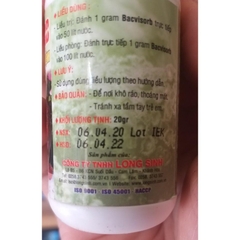 LIỀU DÙNG:
Liều trị: Đánh 1 gram Bacvisorb trực tiếp
vào 50 lít nước.
Liều phòng: Đánh trực tiếp 1 gram Bacvisorb
vào 100 lít nước.
LƯU Ý:
- Sử dụng đúng liều lượng theo hướng dẫn
BẢO QUẢN: - Để nơi khô ráo, thoáng mát
- Tránh xa tầm tay trẻ em
KHỐI LƯỢNG TỊNH: 20gr
NSX: 06.04.20 Lot
HSD: 06.04.22
Sản phẩm của:
CÔNG TY TNHH LONG SINH
ISO 9001 ISO 45001 HACCP